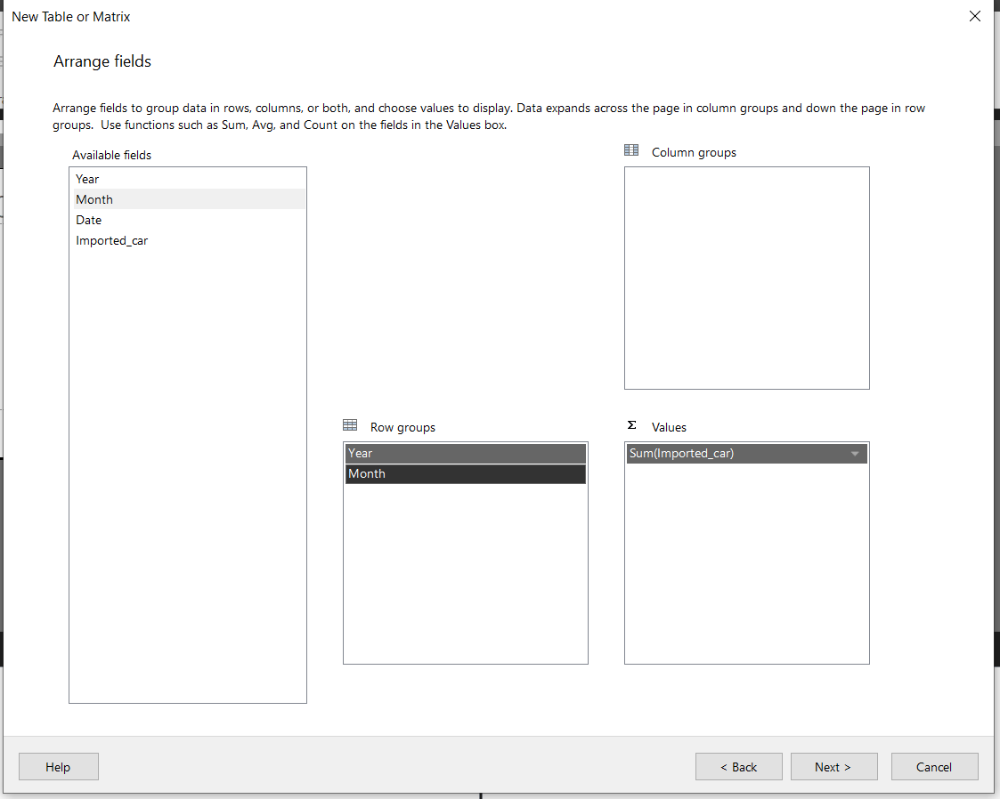 New Table or Matrix
Arrange fields
Arrange fields to group data in rows, columns, or both, and choose values to display. Data expands across the page in column groups and down the page in row
groups.  Use functions such as Sum, Avg, and Count on the fields in the Values box.
Available fields
Year
Month
Date
Imported_car
Column groups
Row groups
Year
Month
Σ Values
Sum(Imported_car)
Help
< Back
Next >
Cancel